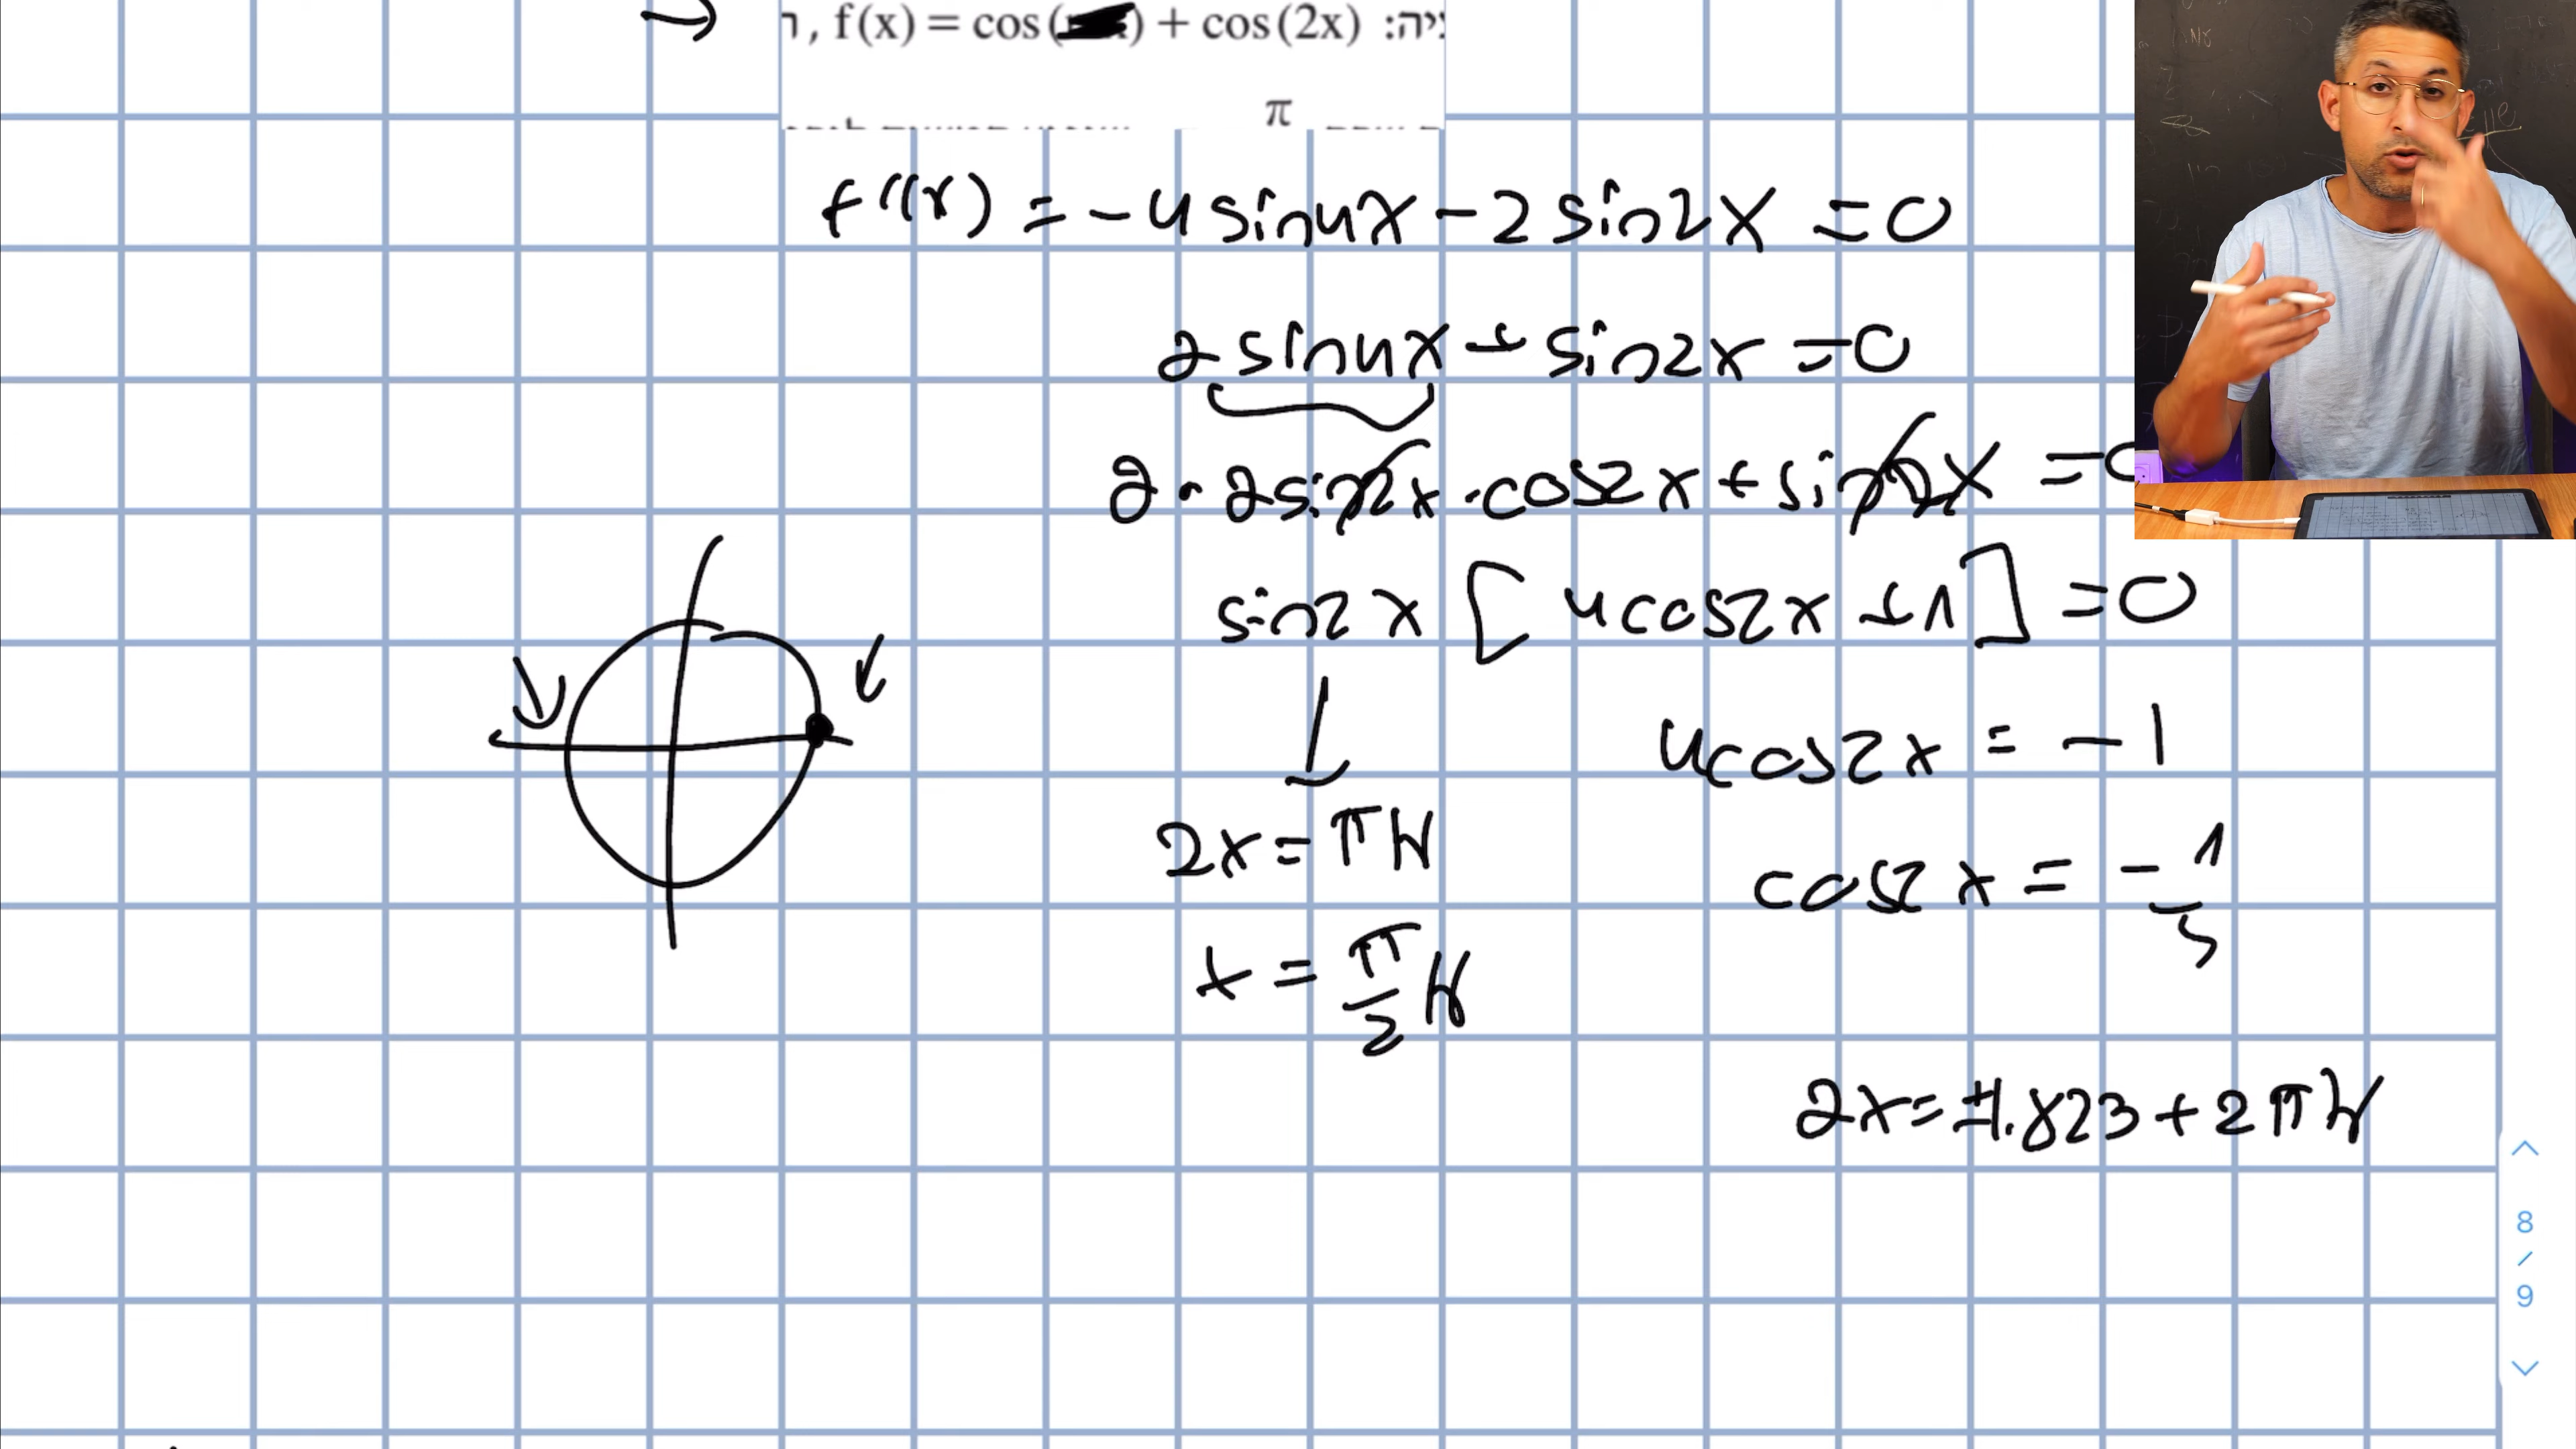 f(x) = cos( ) + cos(2x) :יה
π
f'(x) = -4sin4x - 2sin2x = 0
2sin4x + sin2x = 0
2·2sin2x·cos2x + sin2x = 0
sin2x [4cos2x + 1] = 0
4cos2x = -1
2x = πk
cos2x = -1/4
x = π/2 k
2x = ±1.823 + 2πk
8
/
9